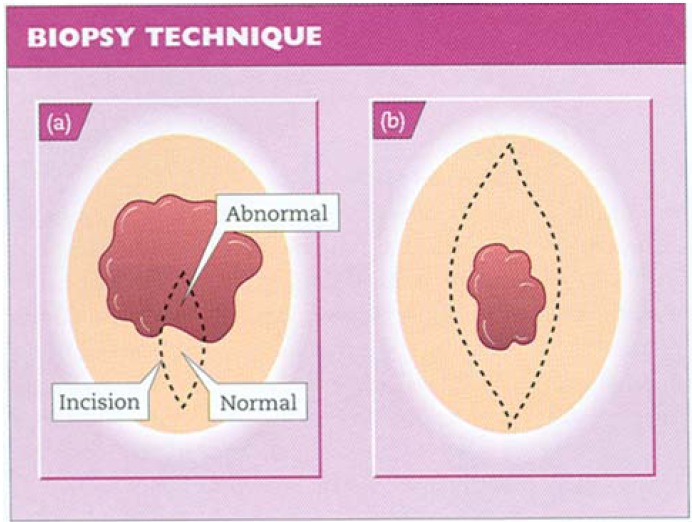 BIOPSY TECHNIQUE
(a)
(b)
Abnormal
Incision
Normal